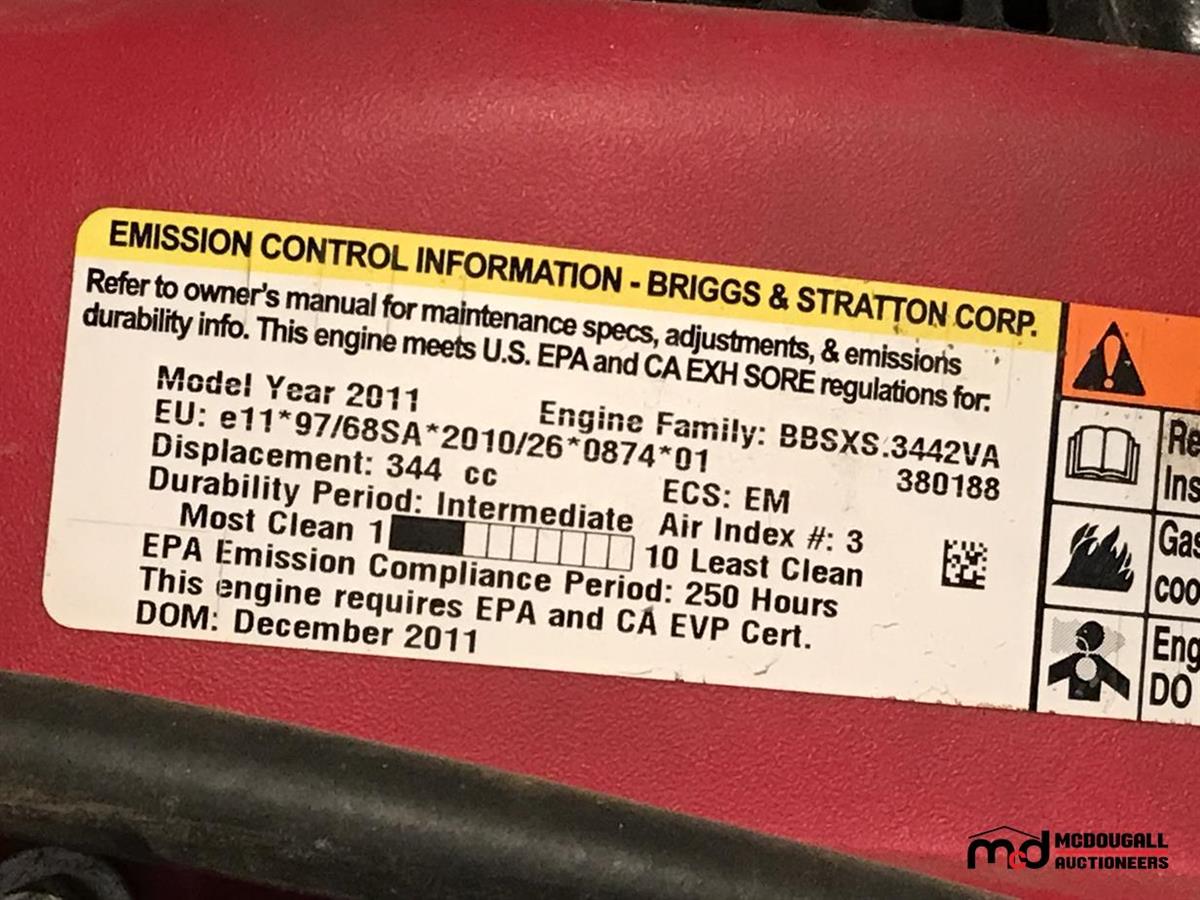 EMISSION CONTROL INFORMATION - BRIGGS & STRATTON CORP.
Refer to owner's manual for maintenance specs, adjustments, & emissions
durability info. This engine meets U.S. EPA and CA EXH SORE regulations for:
Model Year 2011 Engine Family: BBSXS.3442VA
EU: e11*97/68SA*2010/26*0874*01 380188
Displacement: 344 cc ECS: EM
Durability Period: Intermediate Air Index #: 3
Most Clean 1 10 Least Clean
EPA Emission Compliance Period: 250 Hours
This engine requires EPA and CA EVP Cert.
DOM: December 2011
Re
Ins
Gas
coo
Eng
DO
mcd MCDOUGALL
AUCTIONEERS